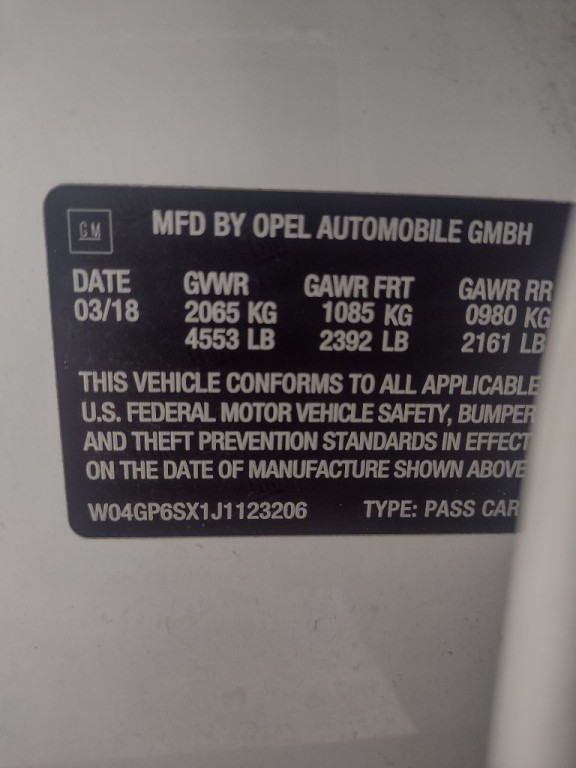 GM MFD BY OPEL AUTOMOBILE GMBH
DATE GVWR GAWR FRT GAWR RR
03/18 2065 KG 1085 KG 0980 KG
4553 LB 2392 LB 2161 LB
THIS VEHICLE CONFORMS TO ALL APPLICABLE
U.S. FEDERAL MOTOR VEHICLE SAFETY, BUMPER
AND THEFT PREVENTION STANDARDS IN EFFECT
ON THE DATE OF MANUFACTURE SHOWN ABOVE
W04GP6SX1J1123206 TYPE: PASS CAR